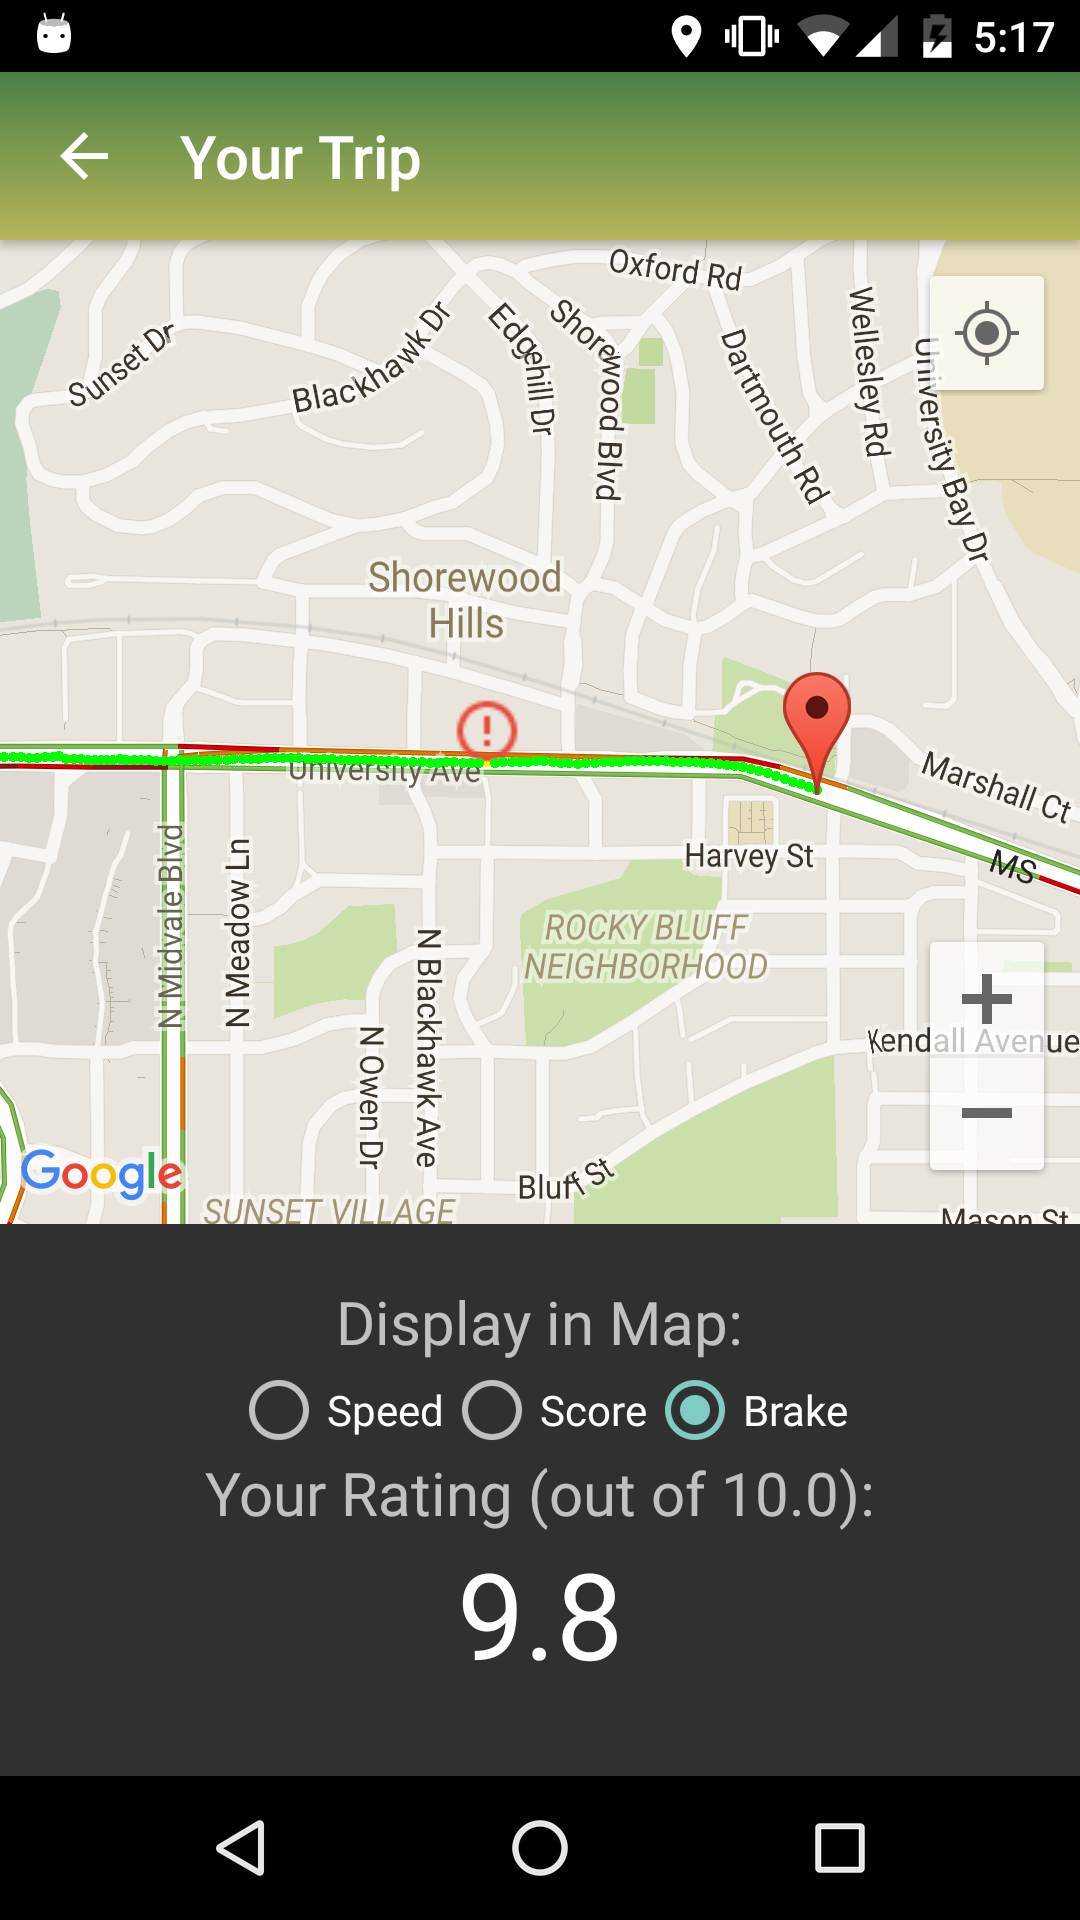 5:17
Your Trip
Oxford Rd
Sunset Dr
Blackhawk Dr
Edgehill Dr
Shorewood Blvd
Dartmouth Rd
Wellesley Rd
University Bay Dr
Shorewood
Hills
University Ave
Marshall Ct
Harvey St
MS
N Midvale Blvd
N Meadow Ln
N Blackhawk Ave
N Owen Dr
ROCKY BLUFF
NEIGHBORHOOD
Kendall Avenue
Google
Bluff St
SUNSET VILLAGE
Mason St
Display in Map:
Speed Score Brake
Your Rating (out of 10.0):
9.8